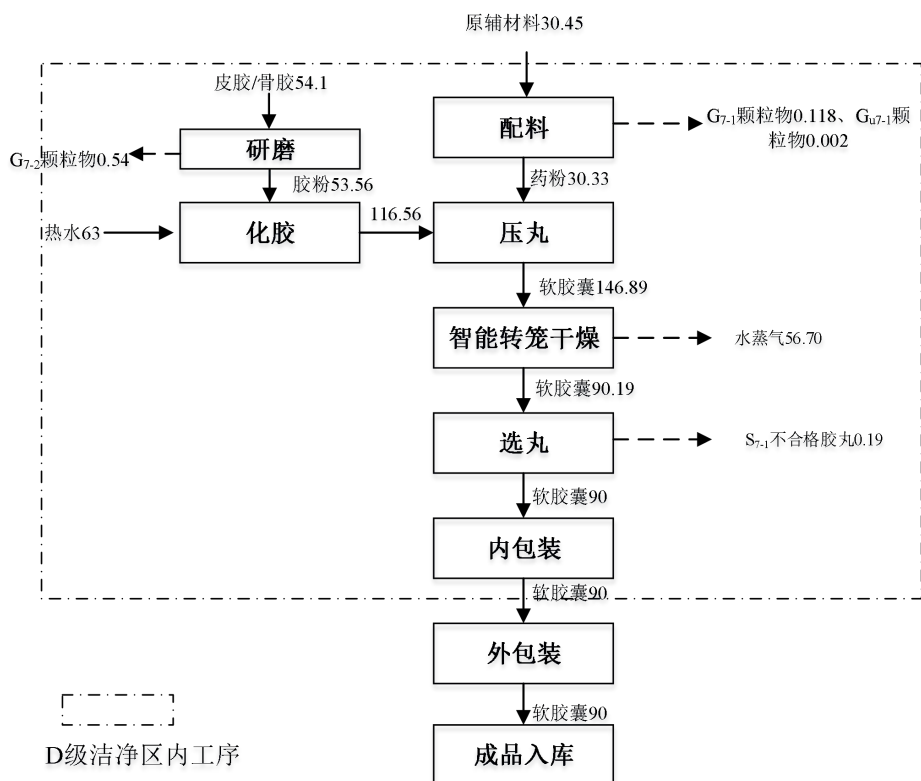 原辅材料30.45
皮胶/骨胶54.1
配料
G7-1颗粒物0.118、Gu7-1颗
粒物0.002
研磨
G7-2颗粒物0.54
胶粉53.56
药粉30.33
热水63
化胶
116.56
压丸
软胶囊146.89
智能转笼干燥
水蒸气56.70
软胶囊90.19
选丸
S7-1不合格胶丸0.19
软胶囊90
内包装
软胶囊90
外包装
软胶囊90
成品入库
D级洁净区内工序